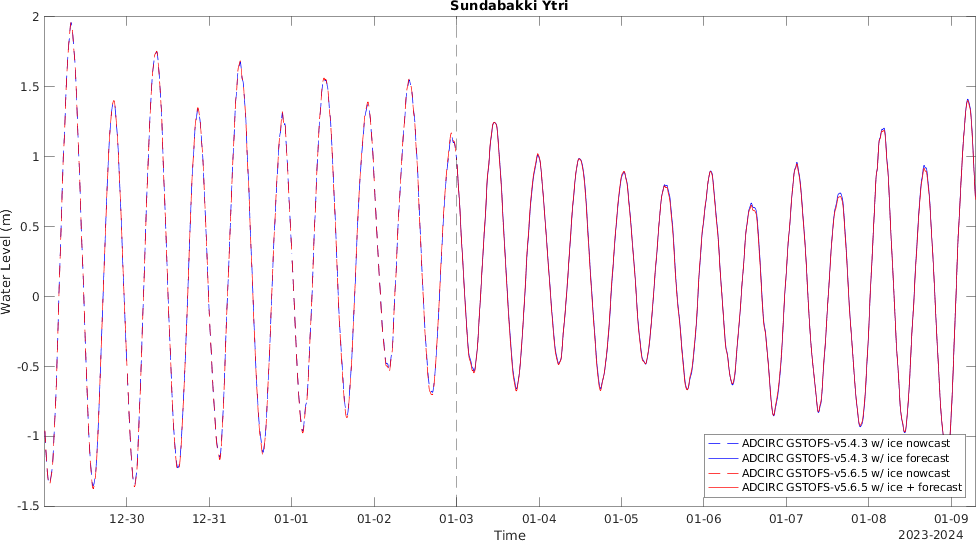 Sundabakki Ytri
2
1.5
1
0.5
0
-0.5
-1
-1.5
Water Level (m)
ADCIRC GSTOFS-v5.4.3 w/ ice nowcast
ADCIRC GSTOFS-v5.4.3 w/ ice forecast
ADCIRC GSTOFS-v5.6.5 w/ ice nowcast
ADCIRC GSTOFS-v5.6.5 w/ ice + forecast
12-30 12-31 01-01 01-02 01-03 01-04 01-05 01-06 01-07 01-08 01-09
Time
2023-2024